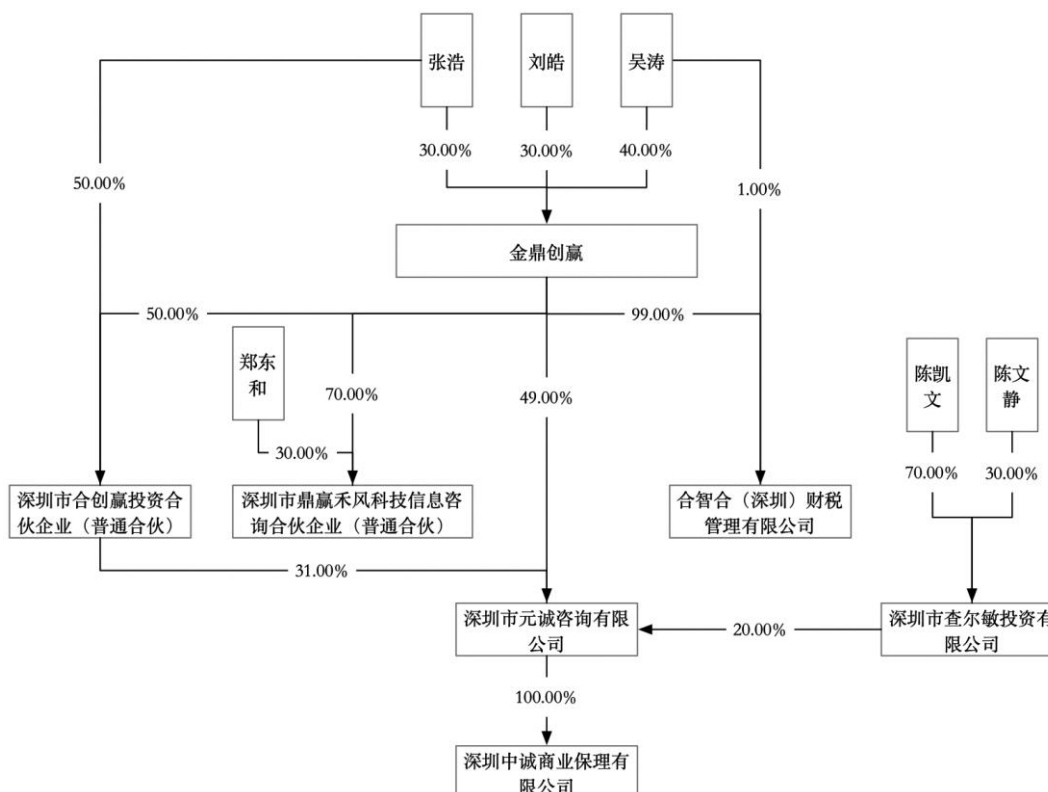 张浩
刘皓
吴涛
30.00%
30.00%
40.00%
50.00%
1.00%
金鼎创赢
50.00%
99.00%
郑东
和
陈凯
文
陈文
静
70.00%
49.00%
30.00%
70.00%
30.00%
深圳市合创赢投资合
伙企业（普通合伙）
深圳市鼎赢禾风科技信息咨
询合伙企业（普通合伙）
合智合（深圳）财税
管理有限公司
31.00%
深圳市元诚咨询有限
公司
20.00%
深圳市查尔敏投资有
限公司
100.00%
深圳中诚商业保理有
限公司